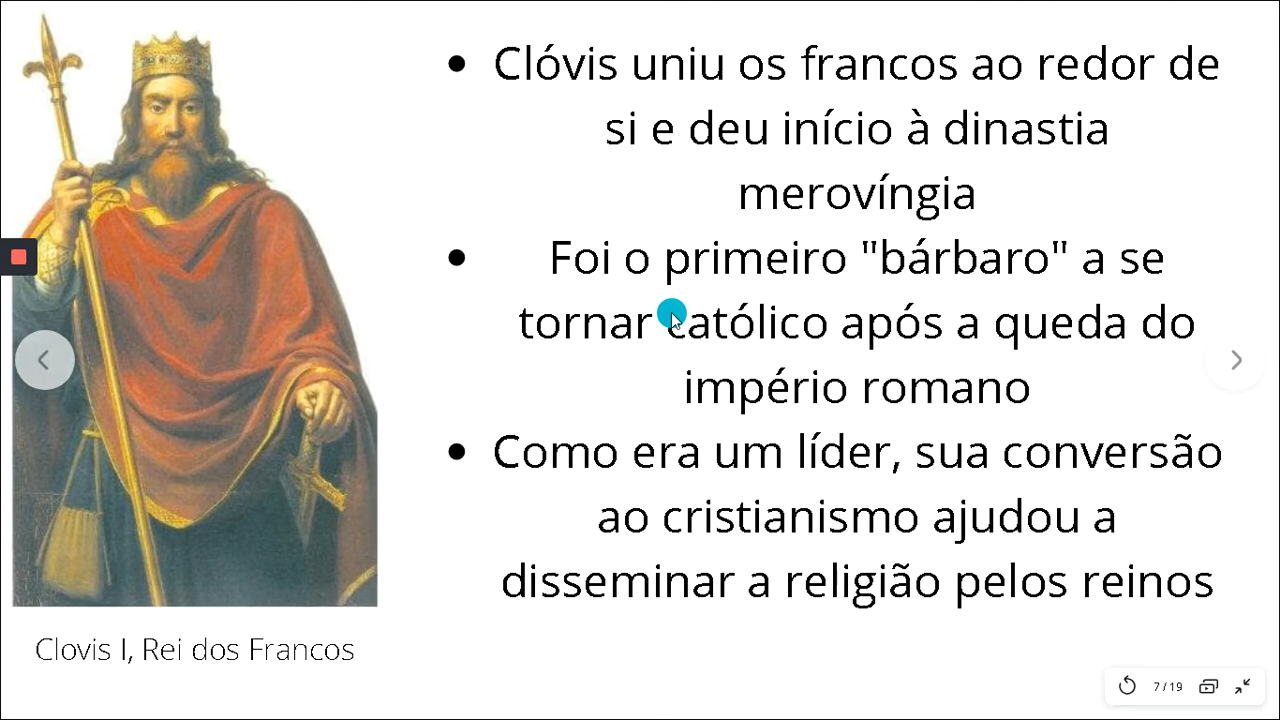 • Clóvis uniu os francos ao redor de
si e deu início à dinastia
merovíngia
• Foi o primeiro "bárbaro" a se
tornar católico após a queda do
império romano
• Como era um líder, sua conversão
ao cristianismo ajudou a
disseminar a religião pelos reinos
Clovis I, Rei dos Francos
7 / 19